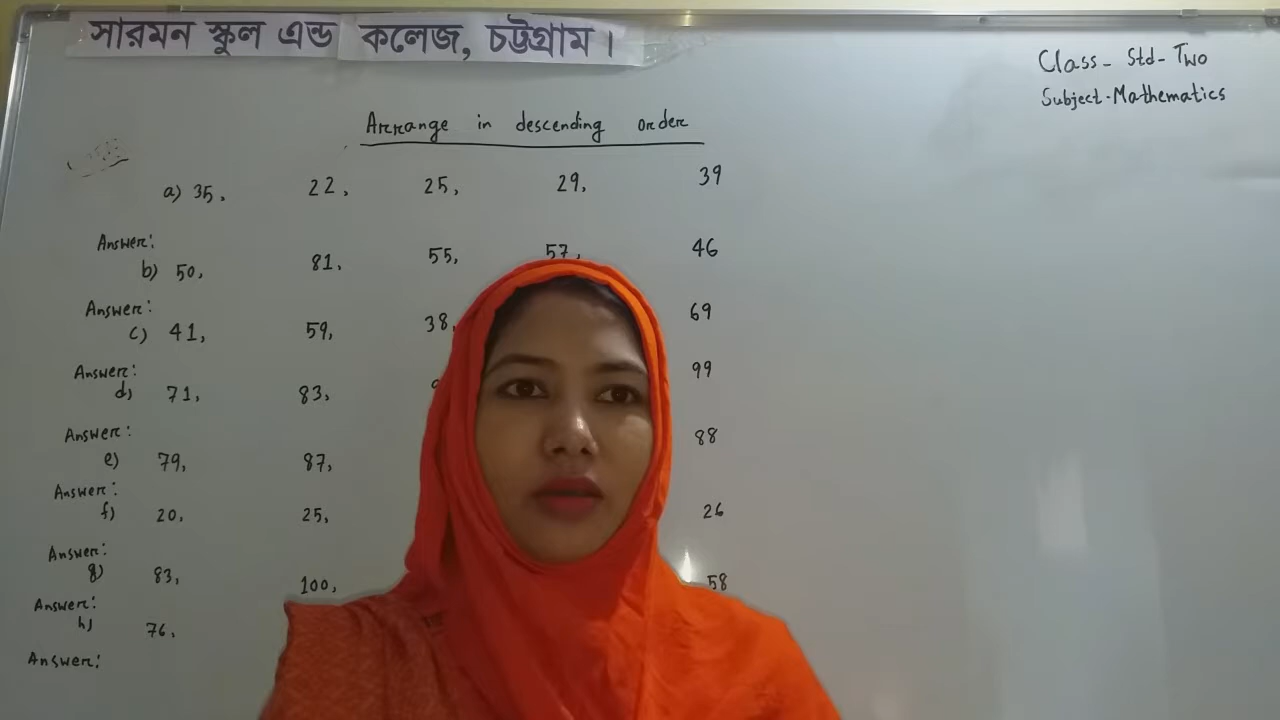 সারমন স্কুল এন্ড কলেজ, চট্টগ্রাম।
Class- Std- Two
Subject-Mathematics
Arrange in descending order
a) 35, 22, 25, 29, 39
Answer:
b) 50, 81, 55, 57, 46
Answer:
c) 41, 59, 38, 69
Answer:
d) 71, 83, 99
Answer:
e) 79, 87, 88
Answer:
f) 20, 25, 26
Answer:
g) 83, 100, 58
Answer:
h) 76,
Answer: